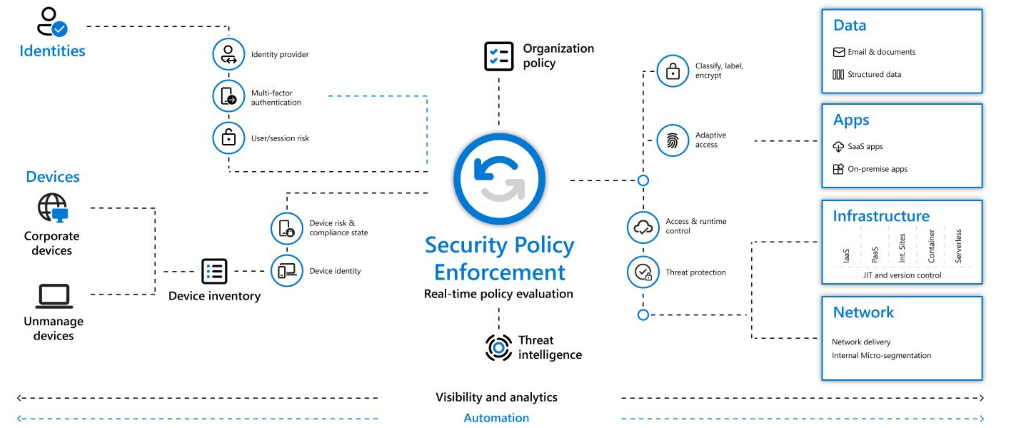 Identities
Identity provider
Multi-factor
authentication
User/session risk
Devices
Corporate
devices
Unmanage
devices
Device inventory
Device risk &
compliance state
Device identity
Organization
policy
Security Policy
Enforcement
Real-time policy evaluation
Threat
intelligence
Classify, label,
encrypt
Adaptive
access
Access & runtime
control
Threat protection
Data
Email & documents
Structured data
Apps
SaaS apps
On-premise apps
Infrastructure
IaaS
PaaS
Int. Sites
Container
Serverless
JIT and version control
Network
Network delivery
Internal Micro-segmentation
Visibility and analytics
Automation